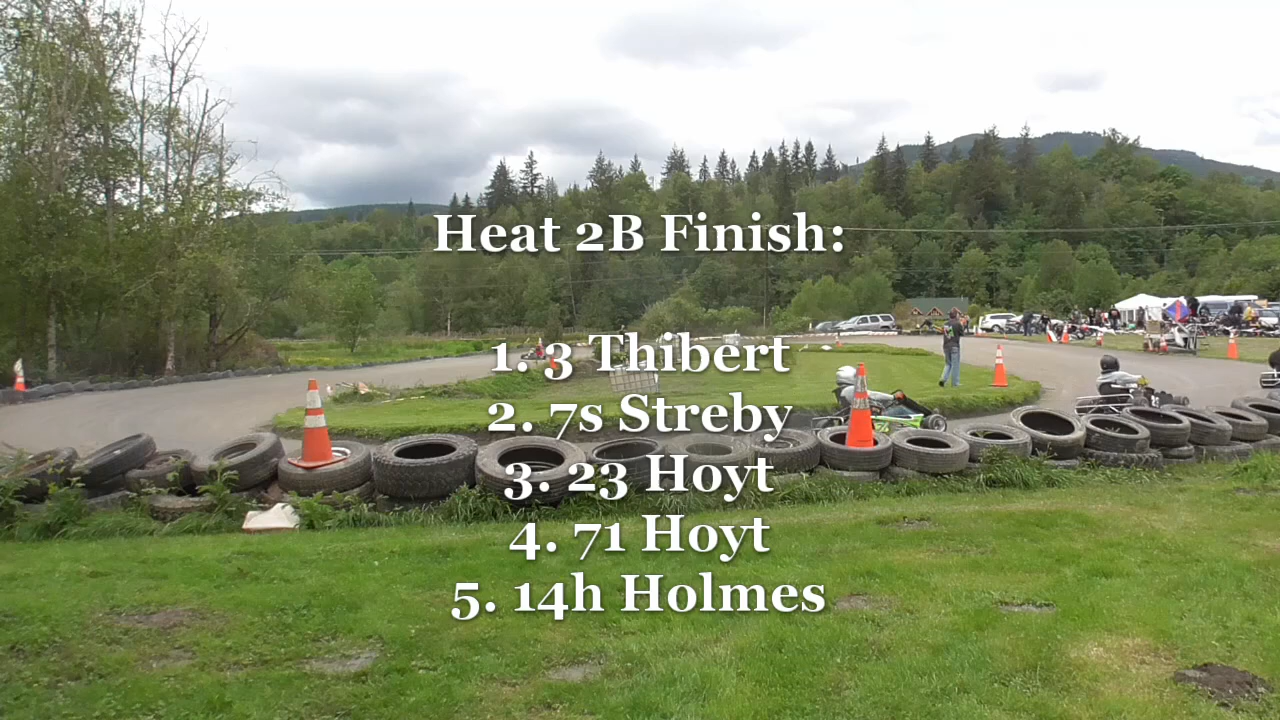 Heat 2B Finish:
1. 3 Thibert
2. 7s Streby
3. 23 Hoyt
4. 71 Hoyt
5. 14h Holmes